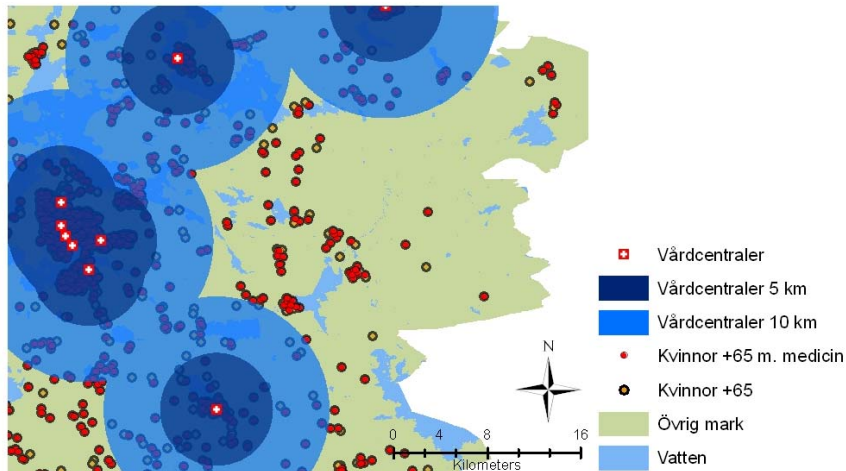 Vårdcentraler
Vårdcentraler 5 km
Vårdcentraler 10 km
Kvinnor +65 m. medicin
N
Kvinnor +65
Övrig mark
0 4 8 16
Kilometers
Vatten